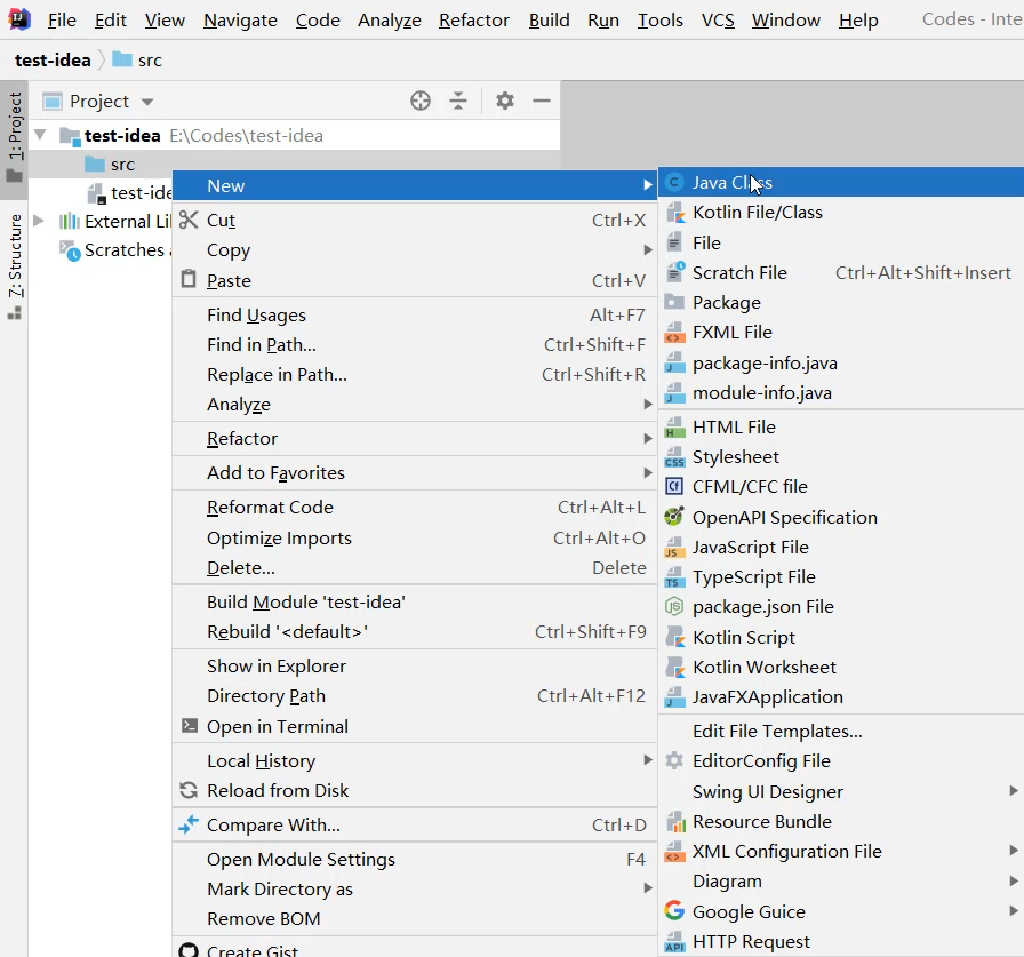 File Edit View Navigate Code Analyze Refactor Build Run Tools VCS Window Help Codes - Inte
test-idea src
1: Project
Z: Structure
Project
test-idea E:\Codes\test-idea
src
test-ide
External Li
Scratches a
New
Cut Ctrl+X
Copy
Paste Ctrl+V
Find Usages Alt+F7
Find in Path... Ctrl+Shift+F
Replace in Path... Ctrl+Shift+R
Analyze
Refactor
Add to Favorites
Reformat Code Ctrl+Alt+L
Optimize Imports Ctrl+Alt+O
Delete... Delete
Build Module 'test-idea'
Rebuild '<default>' Ctrl+Shift+F9
Show in Explorer
Directory Path Ctrl+Alt+F12
Open in Terminal
Local History
Reload from Disk
Compare With... Ctrl+D
Open Module Settings F4
Mark Directory as
Remove BOM
Create Gist
Java Class
Kotlin File/Class
File
Scratch File Ctrl+Alt+Shift+Insert
Package
FXML File
package-info.java
module-info.java
HTML File
Stylesheet
CFML/CFC file
OpenAPI Specification
JavaScript File
TypeScript File
package.json File
Kotlin Script
Kotlin Worksheet
JavaFXApplication
Edit File Templates...
EditorConfig File
Swing UI Designer
Resource Bundle
XML Configuration File
Diagram
Google Guice
HTTP Request